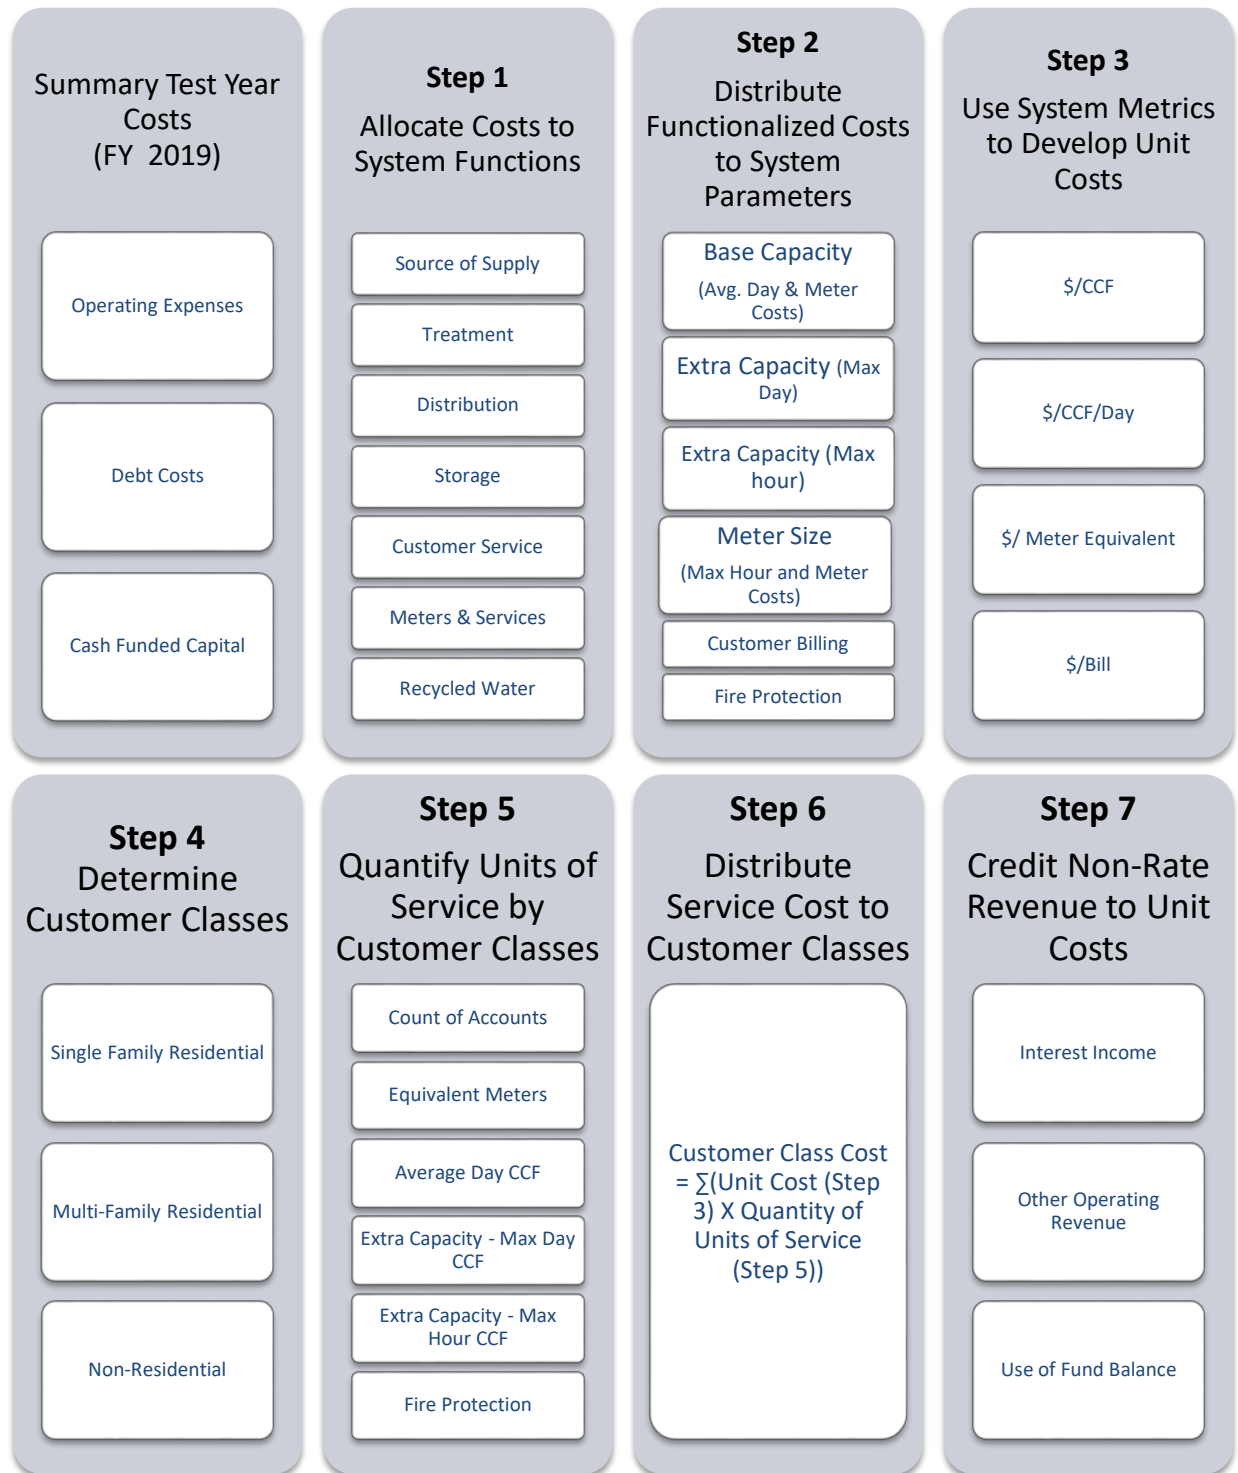 Summary Test Year
Costs
(FY 2019)
Operating Expenses
Debt Costs
Cash Funded Capital
Step 1
Allocate Costs to
System Functions
Source of Supply
Treatment
Distribution
Storage
Customer Service
Meters & Services
Recycled Water
Step 2
Distribute
Functionalized Costs
to System
Parameters
Base Capacity
(Avg. Day & Meter
Costs)
Extra Capacity (Max
Day)
Extra Capacity (Max
hour)
Meter Size
(Max Hour and Meter
Costs)
Customer Billing
Fire Protection
Step 3
Use System Metrics
to Develop Unit
Costs
$/CCF
$/CCF/Day
$/ Meter Equivalent
$/Bill
Step 4
Determine
Customer Classes
Single Family Residential
Multi-Family Residential
Non-Residential
Step 5
Quantify Units of
Service by
Customer Classes
Count of Accounts
Equivalent Meters
Average Day CCF
Extra Capacity - Max Day
CCF
Extra Capacity - Max
Hour CCF
Fire Protection
Step 6
Distribute
Service Cost to
Customer Classes
Customer Class Cost
= ∑(Unit Cost (Step
3) X Quantity of
Units of Service
(Step 5))
Step 7
Credit Non-Rate
Revenue to Unit
Costs
Interest Income
Other Operating
Revenue
Use of Fund Balance